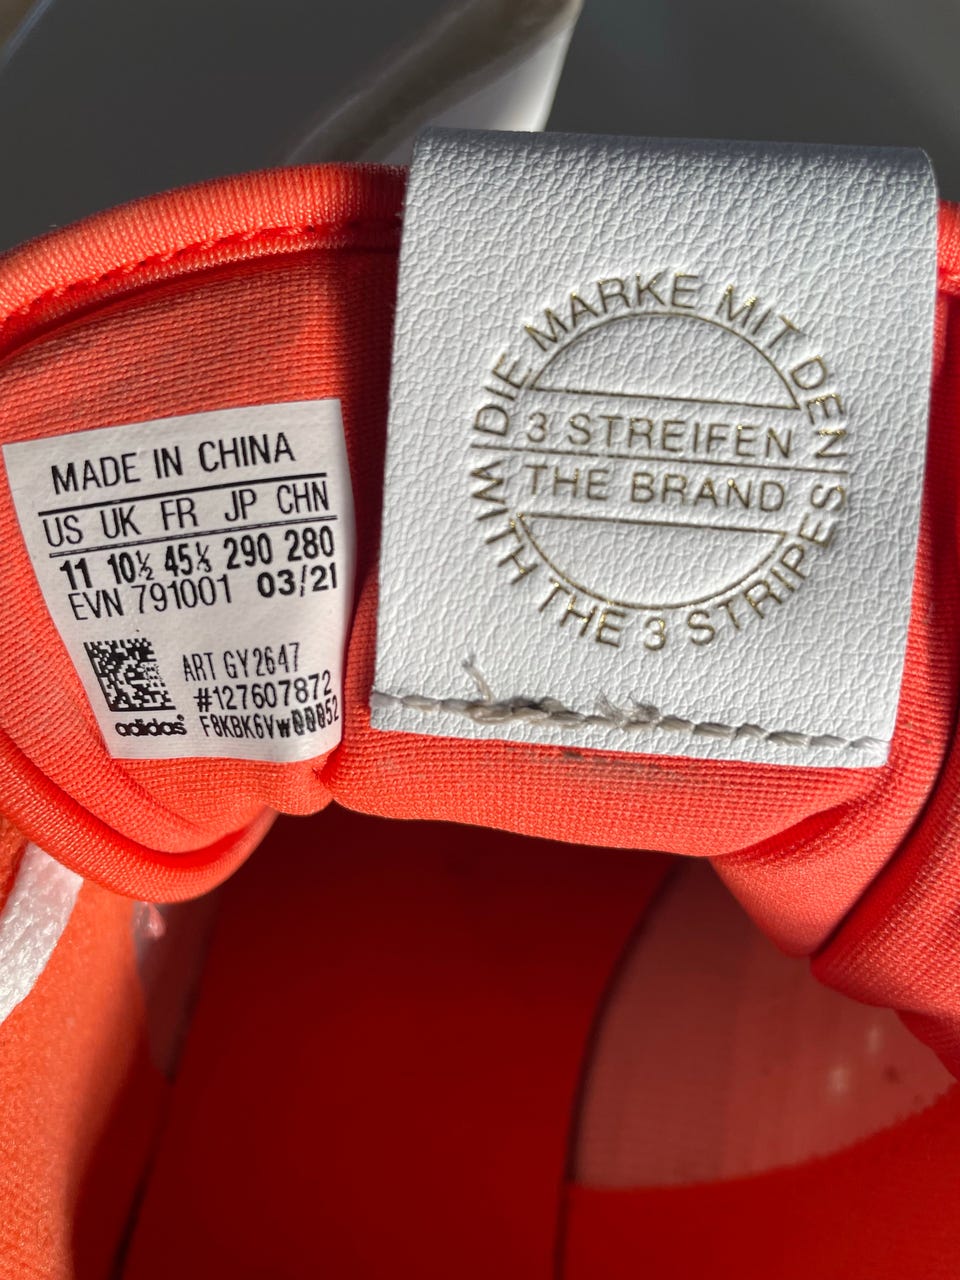 MADE IN CHINA
US UK FR JP CHN
11 10½ 45⅓ 290 280
EVN 791001 03/21
ART GY2647
#127607872
adidas®
DIE MARKE MIT DEN
3 STREIFEN
THE BRAND
WITH THE 3 STRIPES